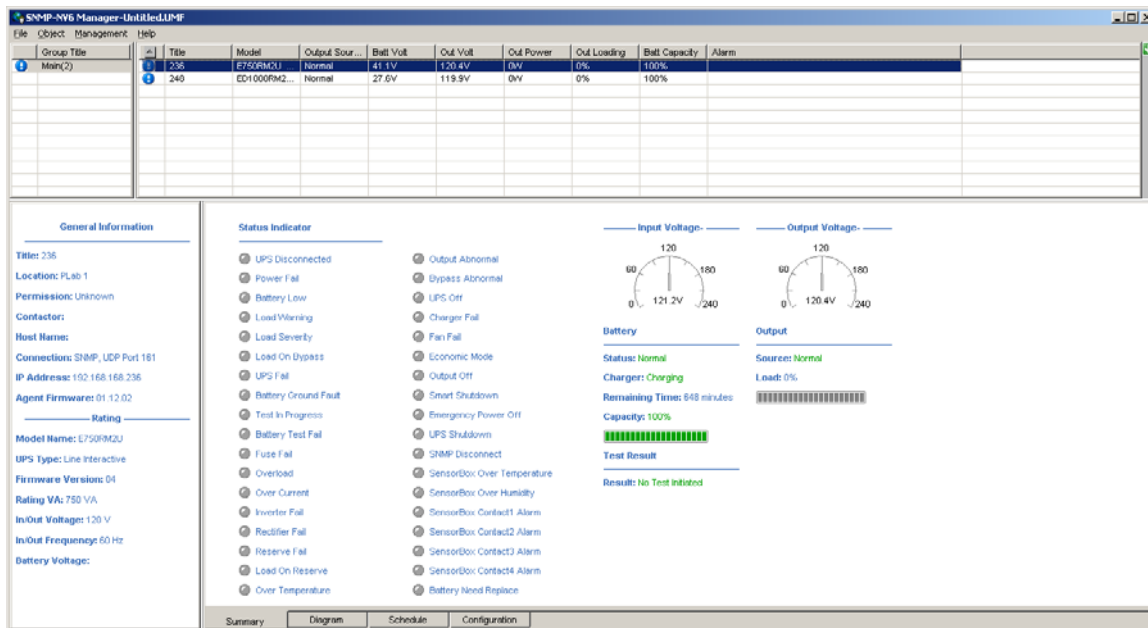 SNMP-NV6 Manager-Untitled.UMF
File Object Management Help
Group Title
Main(2)
Title Model Output Sour... Batt Volt Out Volt Out Power Out Loading Batt Capacity Alarm
236 E750RM2U ... Normal 41.1V 120.4V 0W 0% 100%
248 ED1000RM2... Normal 27.6V 119.9V 0W 0% 100%
General Information
Title: 236
Location: PLab 1
Permission: Unknown
Contactor:
Host Name:
Connection: SNMP, UDP Port 161
IP Address: 192.168.168.236
Agent Firmware: 01.12.02
Rating
Model Name: E750RM2U
UPS Type: Line Interactive
Firmware Version: 04
Rating VA: 750 VA
In/Out Voltage: 120 V
In/Out Frequency: 60 Hz
Battery Voltage:
Status Indicator
UPS Disconnected
Power Fail
Battery Low
Load Warning
Load Severity
Load On Bypass
UPS Fail
Battery Ground Fault
Test In Progress
Battery Test Fail
Fuse Fail
Overload
Over Current
Inverter Fail
Rectifier Fail
Reserve Fail
Load On Reserve
Over Temperature
Output Abnormal
Bypass Abnormal
UPS Off
Charger Fail
Fan Fail
Economic Mode
Output Off
Smart Shutdown
Emergency Power Off
UPS Shutdown
SNMP Disconnect
SensorBox Over Temperature
SensorBox Over Humidity
SensorBox Contact1 Alarm
SensorBox Contact2 Alarm
SensorBox Contact3 Alarm
SensorBox Contact4 Alarm
Battery Need Replace
Input Voltage-
120
60 180
0 121.2V 240
Output Voltage-
120
60 180
0 120.4V 240
Battery
Status: Normal
Charger: Charging
Remaining Time: 648 minutes
Capacity: 100%
Test Result
Result: No Test Initiated
Output
Source: Normal
Load: 0%
Summary Diagram Schedule Configuration